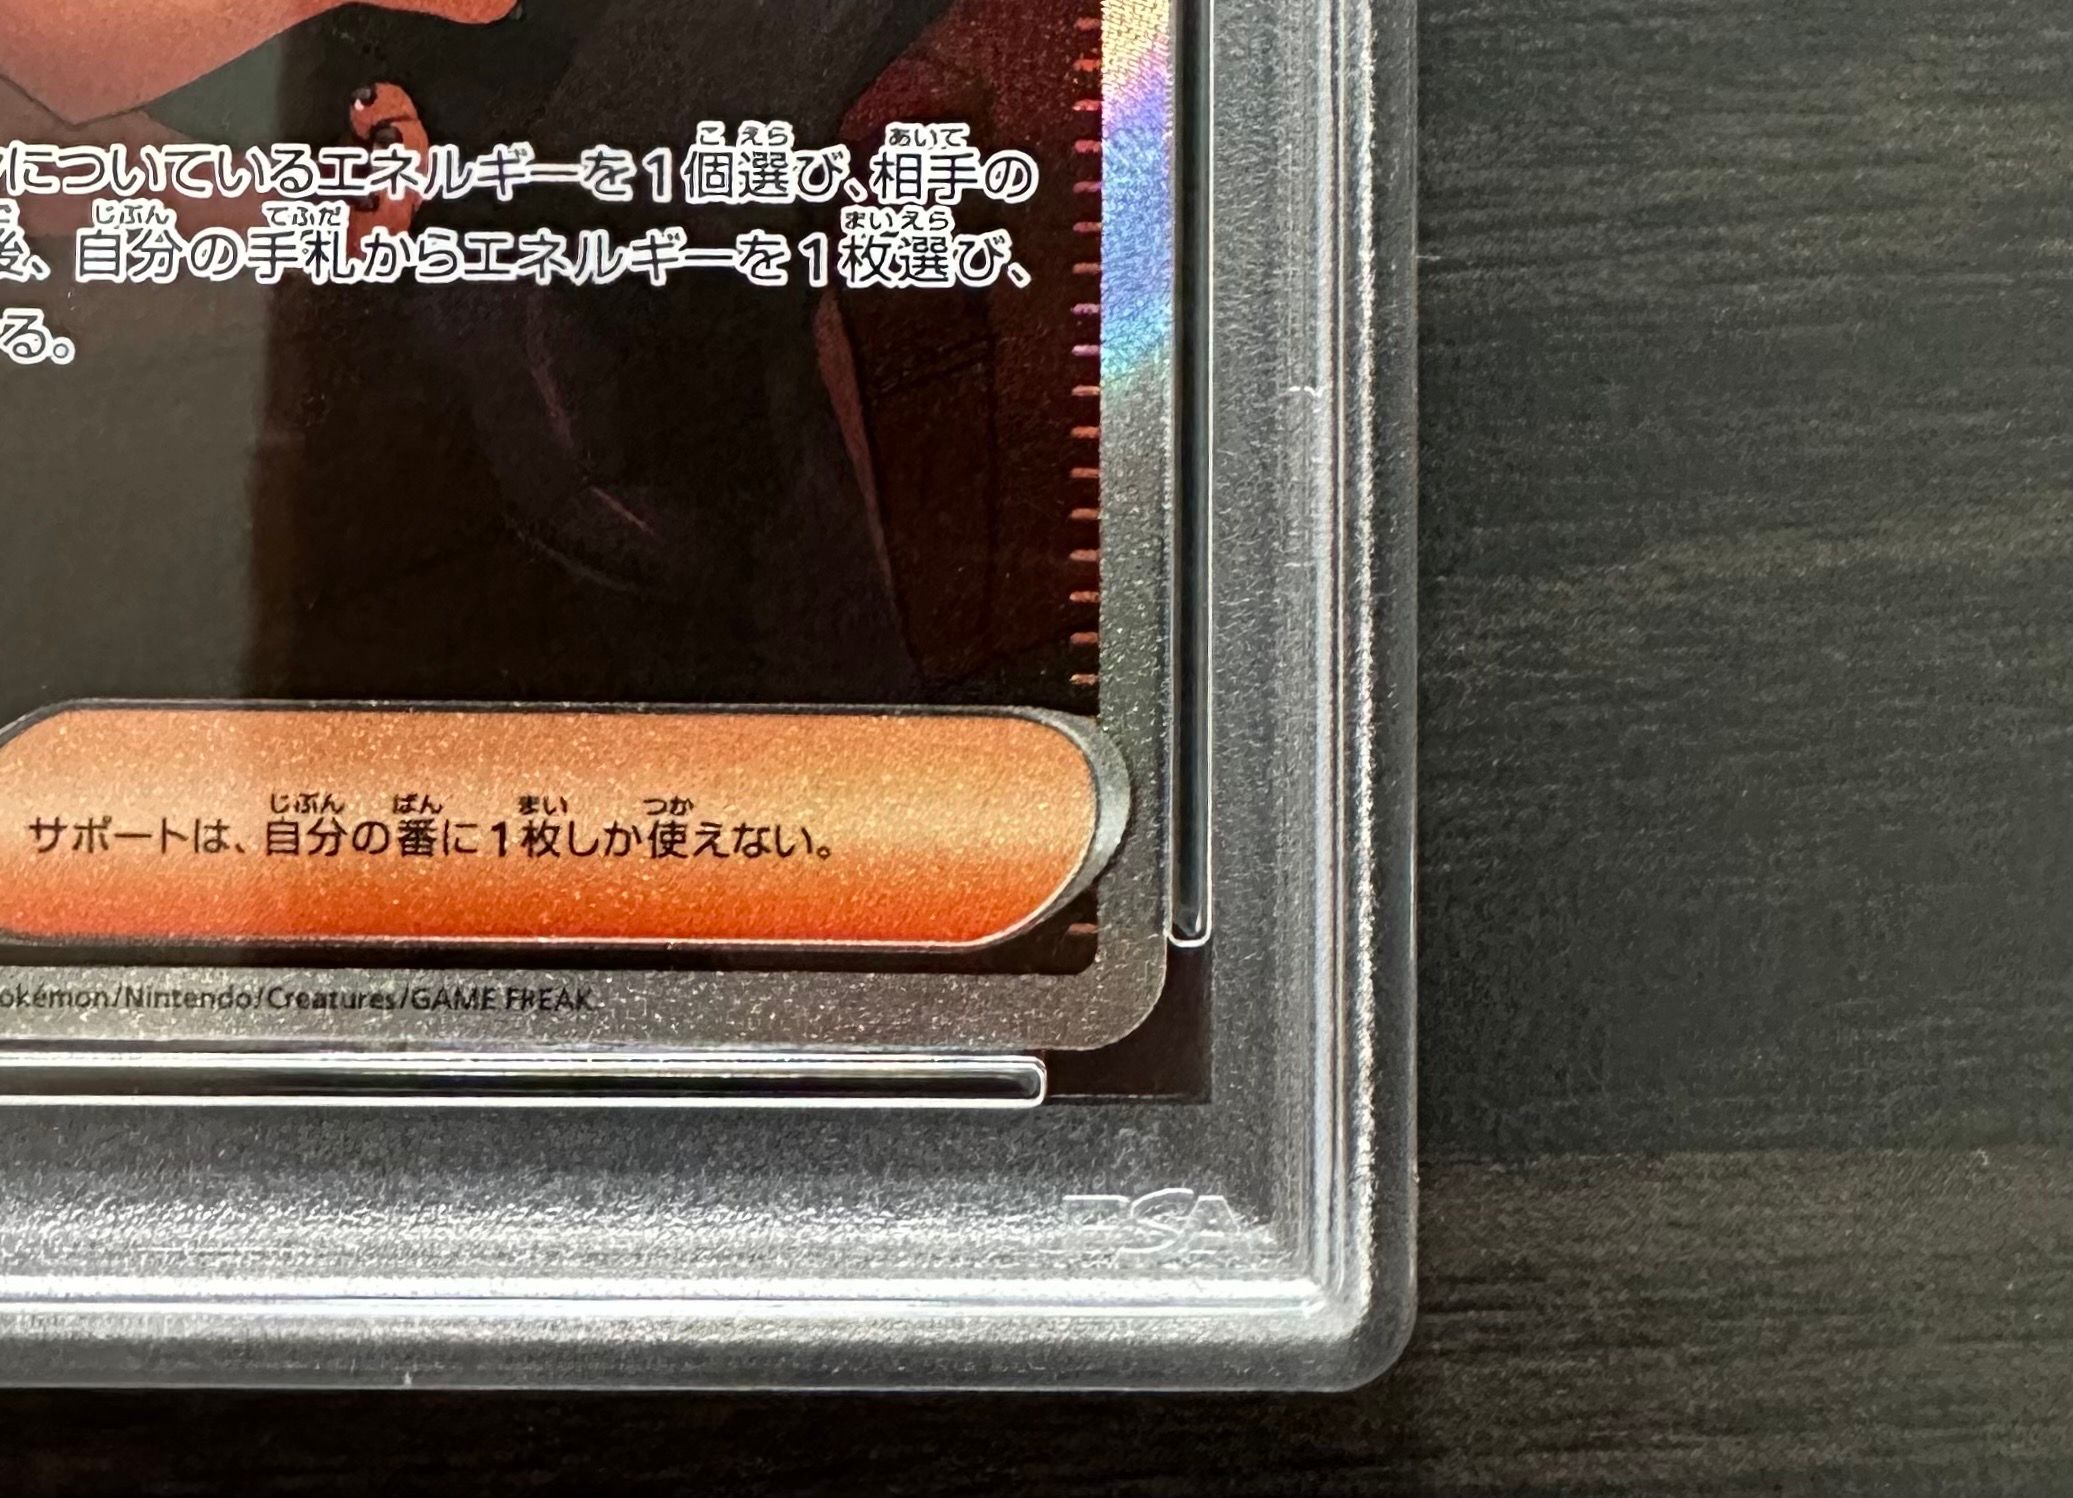 についているエネルギーを1個選び、相手の
後、自分の手札からエネルギーを1枚選び、
る。
サポートは、自分の番に1枚しか使えない。
okémon/Nintendo/Creatures/GAME FREAK.
PSA